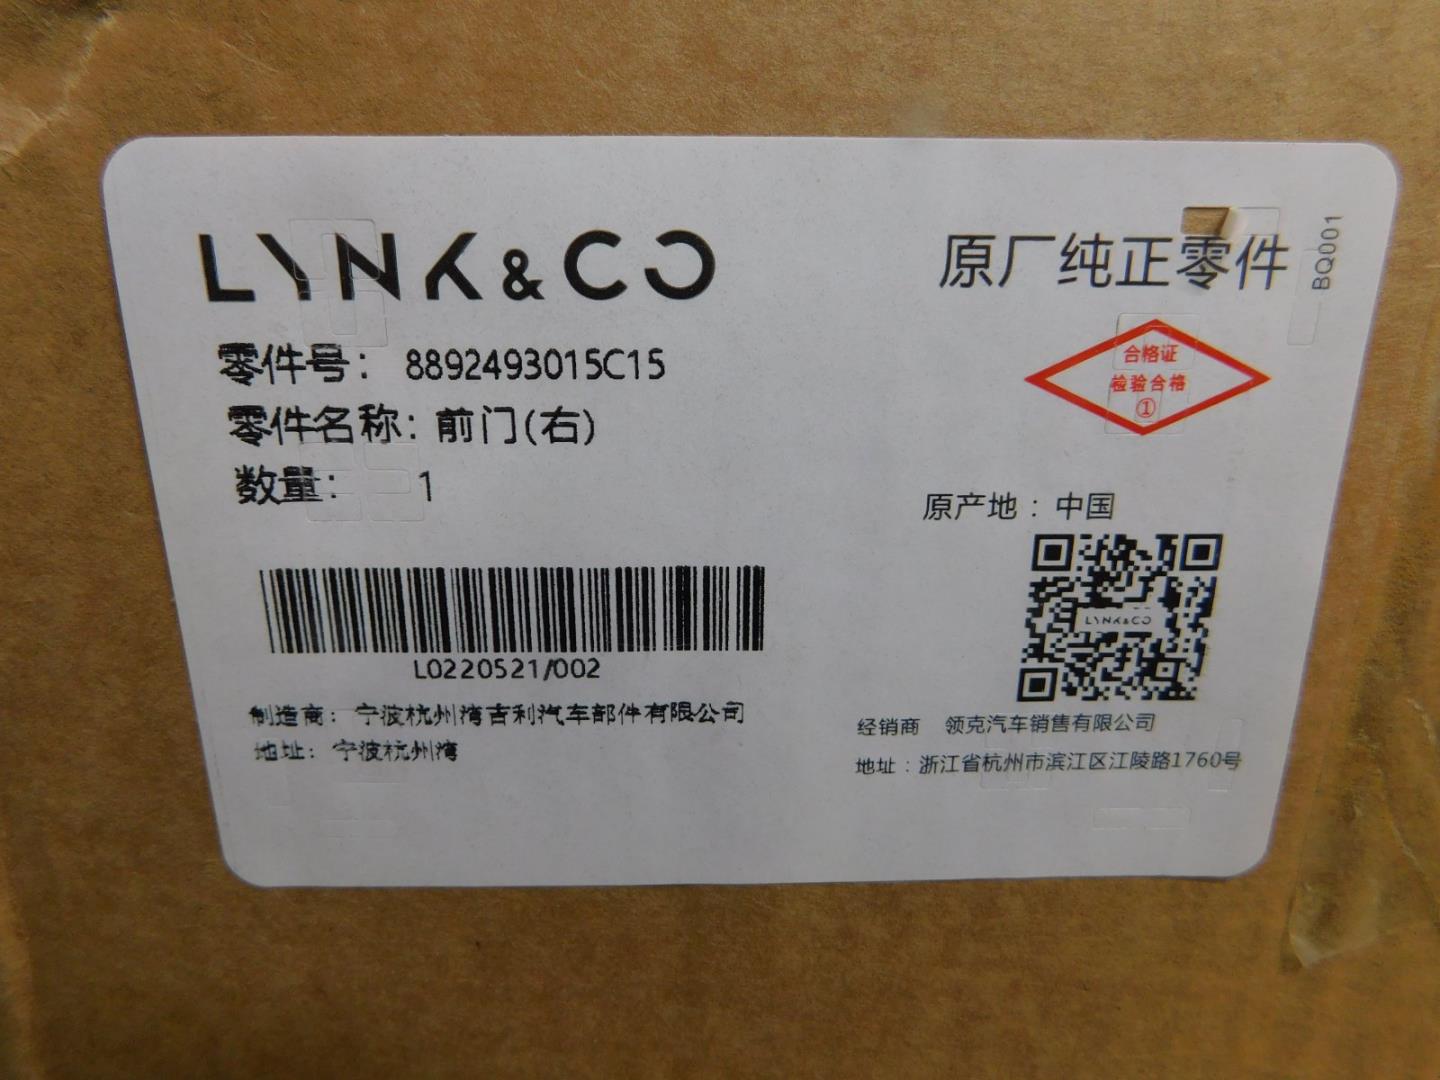 LYNK & CO
原厂纯正零件
BQ001
零件号： 8892493015C15
零件名称： 前门(右)
数量： 1
合格证
检验合格
①
原产地：中国
LYNK&CO
L0220521/002
制造商： 宁波杭州湾吉利汽车部件有限公司
地址： 宁波杭州湾
经销商 领克汽车销售有限公司
地址：浙江省杭州市滨江区江陵路1760号